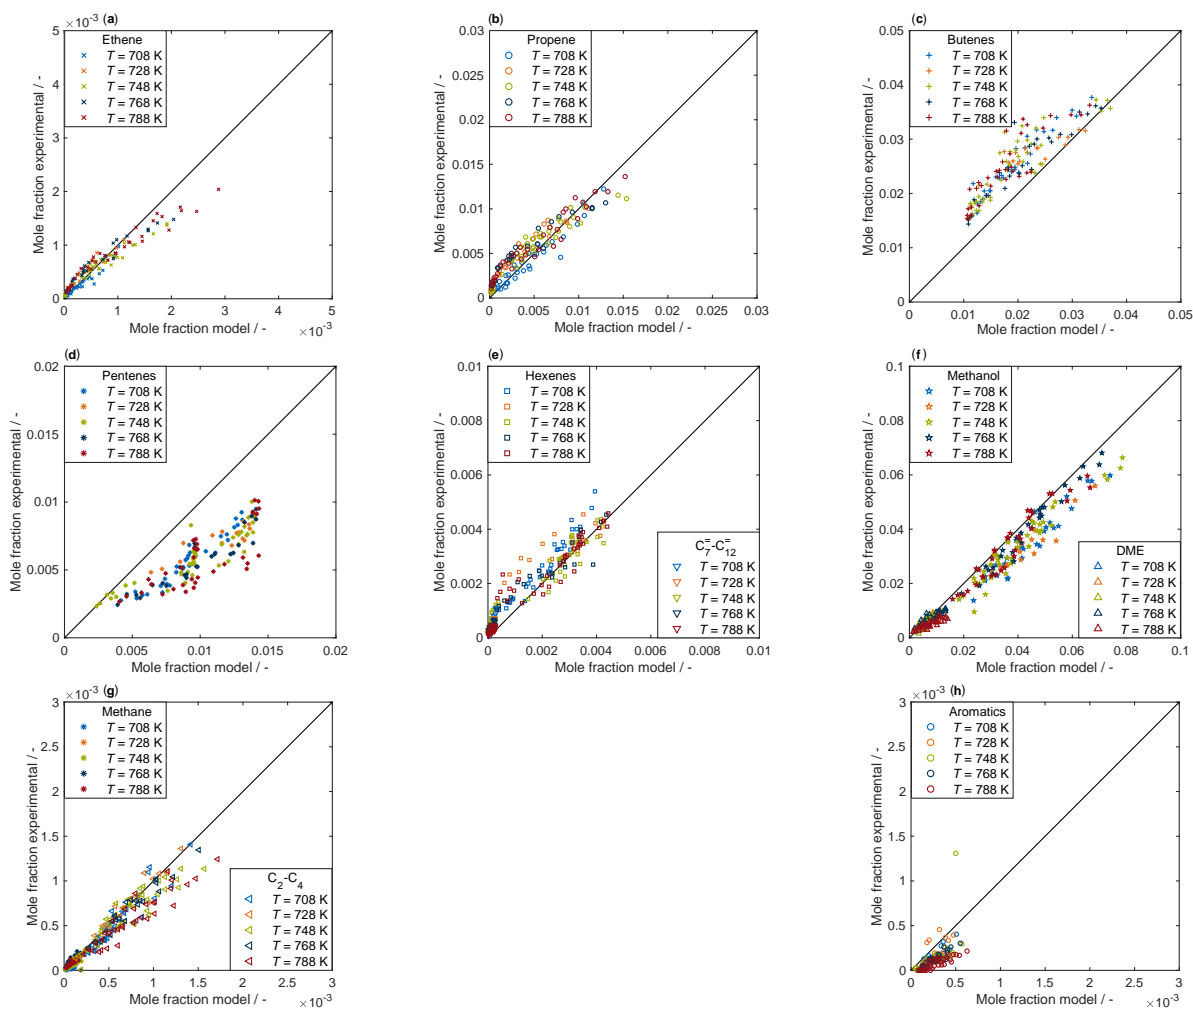 ×10⁻³ (a)
Ethene
T = 708 K
T = 728 K
T = 748 K
T = 768 K
T = 788 K
5
4
3
2
1
0
0 1 2 3 4 5
×10⁻³
Mole fraction experimental / -
Mole fraction model / -
(b)
Propene
T = 708 K
T = 728 K
T = 748 K
T = 768 K
T = 788 K
0.03
0.025
0.02
0.015
0.01
0.005
0
0 0.005 0.01 0.015 0.02 0.025 0.03
Mole fraction experimental / -
Mole fraction model / -
(c)
Butenes
T = 708 K
T = 728 K
T = 748 K
T = 768 K
T = 788 K
0.05
0.04
0.03
0.02
0.01
0
0 0.01 0.02 0.03 0.04 0.05
Mole fraction experimental / -
Mole fraction model / -
(d)
Pentenes
T = 708 K
T = 728 K
T = 748 K
T = 768 K
T = 788 K
0.02
0.015
0.01
0.005
0
0 0.005 0.01 0.015 0.02
Mole fraction experimental / -
Mole fraction model / -
(e)
Hexenes
T = 708 K
T = 728 K
T = 748 K
T = 768 K
T = 788 K
C₇⁼-C₁₂⁼
T = 708 K
T = 728 K
T = 748 K
T = 768 K
T = 788 K
0.01
0.008
0.006
0.004
0.002
0
0 0.002 0.004 0.006 0.008 0.01
Mole fraction experimental / -
Mole fraction model / -
(f)
Methanol
T = 708 K
T = 728 K
T = 748 K
T = 768 K
T = 788 K
DME
T = 708 K
T = 728 K
T = 748 K
T = 768 K
T = 788 K
0.1
0.08
0.06
0.04
0.02
0
0 0.02 0.04 0.06 0.08 0.1
Mole fraction experimental / -
Mole fraction model / -
×10⁻³ (g)
Methane
T = 708 K
T = 728 K
T = 748 K
T = 768 K
T = 788 K
C₂-C₄
T = 708 K
T = 728 K
T = 748 K
T = 768 K
T = 788 K
3
2.5
2
1.5
1
0.5
0
0 0.5 1 1.5 2 2.5 3
×10⁻³
Mole fraction experimental / -
Mole fraction model / -
×10⁻³ (h)
Aromatics
T = 708 K
T = 728 K
T = 748 K
T = 768 K
T = 788 K
3
2.5
2
1.5
1
0.5
0
0 0.5 1 1.5 2 2.5 3
×10⁻³
Mole fraction experimental / -
Mole fraction model / -